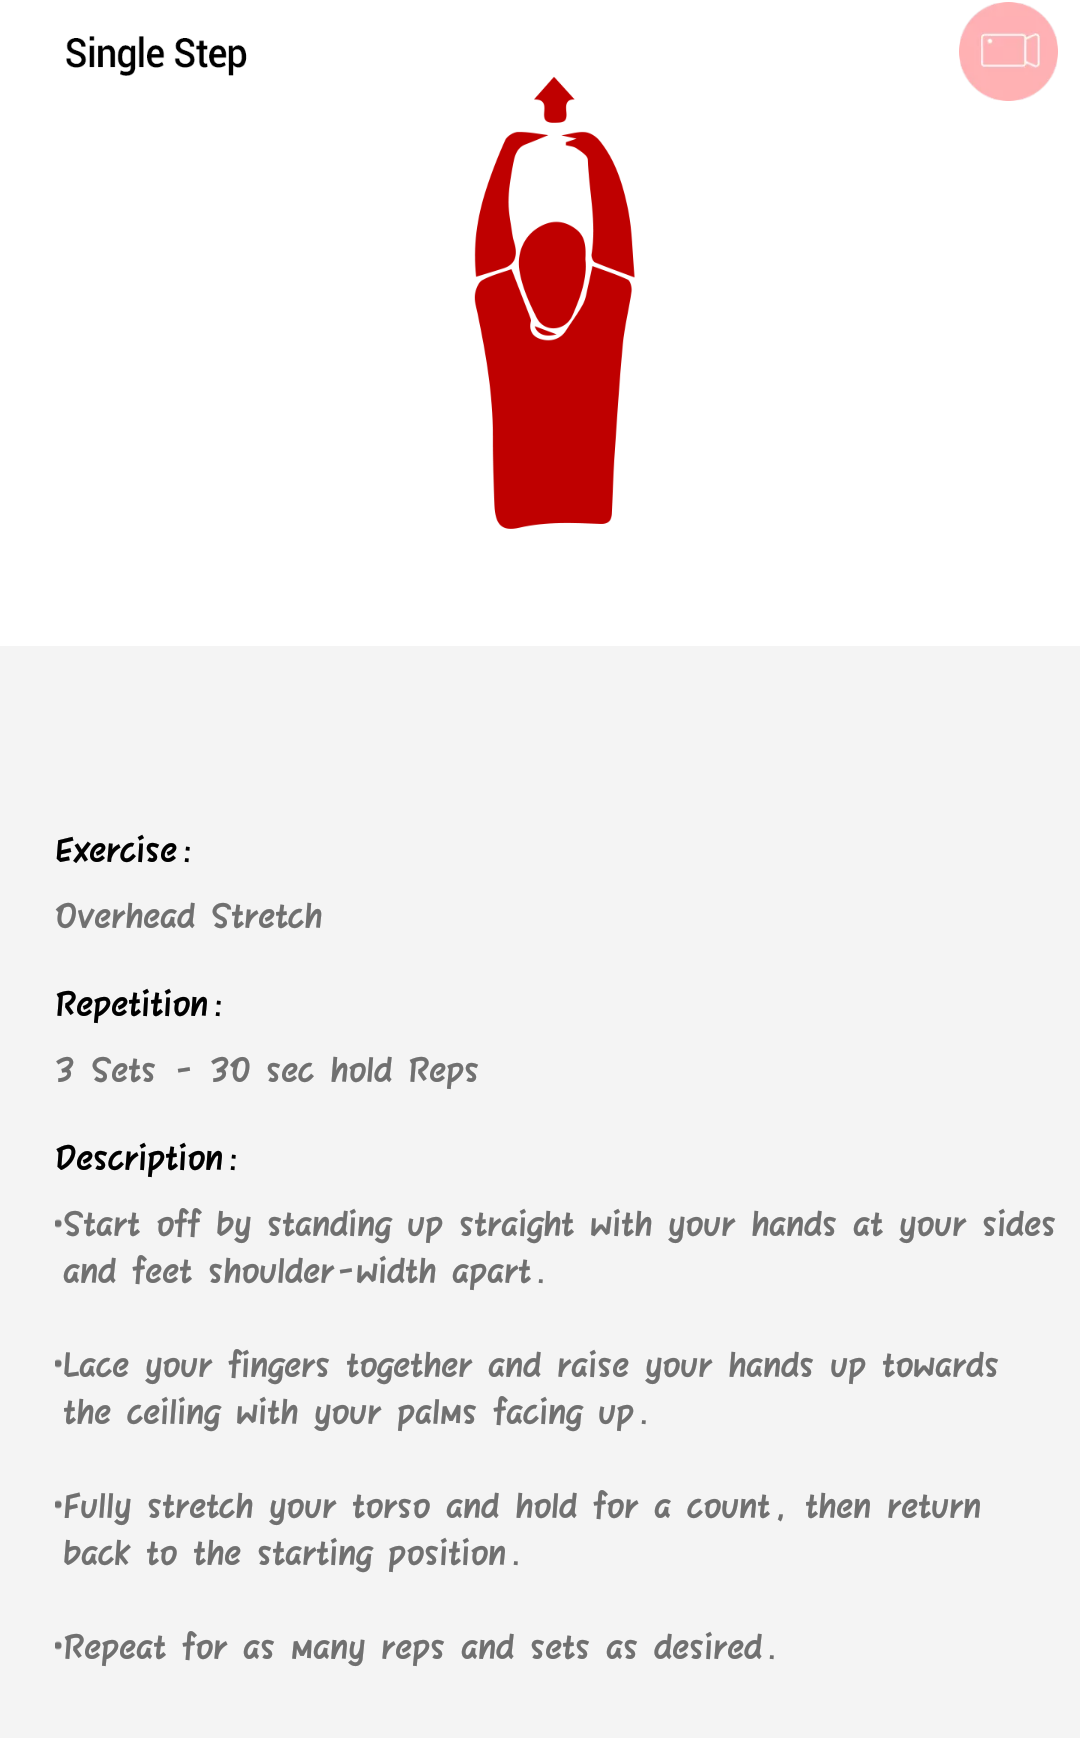 Single Step
Exercise:
Overhead Stretch
Repetition:
3 Sets - 30 sec hold Reps
Description:
•Start off by standing up straight with your hands at your sides
and feet shoulder-width apart.
•Lace your fingers together and raise your hands up towards
the ceiling with your palms facing up.
•Fully stretch your torso and hold for a count, then return
back to the starting position.
•Repeat for as many reps and sets as desired.